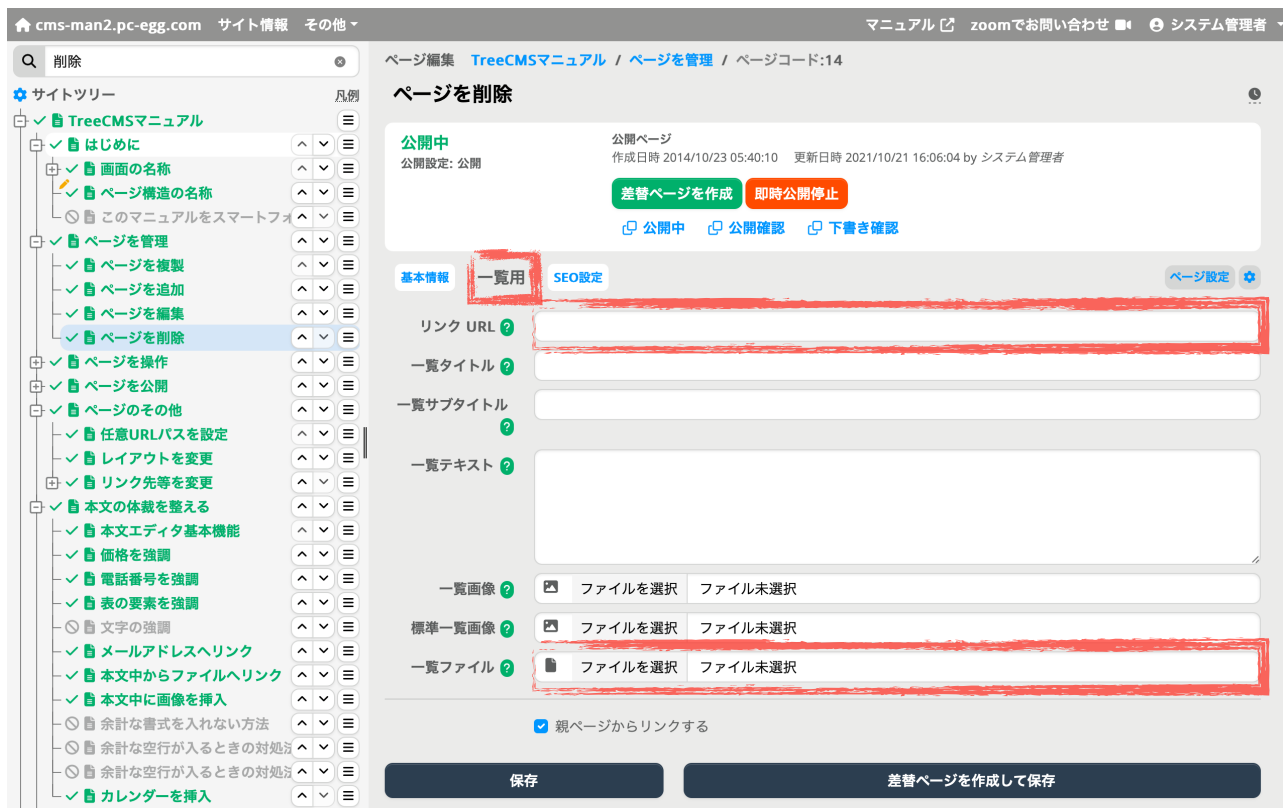 cms-man2.pc-egg.com サイト情報 その他
マニュアル zoomでお問い合わせ システム管理者
削除
サイトツリー 凡例
TreeCMSマニュアル
はじめに
画面の名称
ページ構造の名称
このマニュアルをスマートフォ
ページを管理
ページを複製
ページを追加
ページを編集
ページを削除
ページを操作
ページを公開
ページのその他
任意URLパスを設定
レイアウトを変更
リンク先等を変更
本文の体裁を整える
本文エディタ基本機能
価格を強調
電話番号を強調
表の要素を強調
文字の強調
メールアドレスへリンク
本文中からファイルへリンク
本文中に画像を挿入
余計な書式を入れない方法
余計な空行が入るときの対処法
余計な空行が入るときの対処法
カレンダーを挿入
ページ編集 TreeCMSマニュアル / ページを管理 / ページコード:14
ページを削除
公開中
公開設定: 公開
公開ページ
作成日時 2014/10/23 05:40:10 更新日時 2021/10/21 16:06:04 by システム管理者
差替ページを作成 即時公開停止
公開中 公開確認 下書き確認
基本情報 一覧用 SEO設定 ページ設定
リンク URL ?
一覧タイトル ?
一覧サブタイトル
?
一覧テキスト ?
一覧画像 ? ファイルを選択 ファイル未選択
標準一覧画像 ? ファイルを選択 ファイル未選択
一覧ファイル ? ファイルを選択 ファイル未選択
親ページからリンクする
保存 差替ページを作成して保存